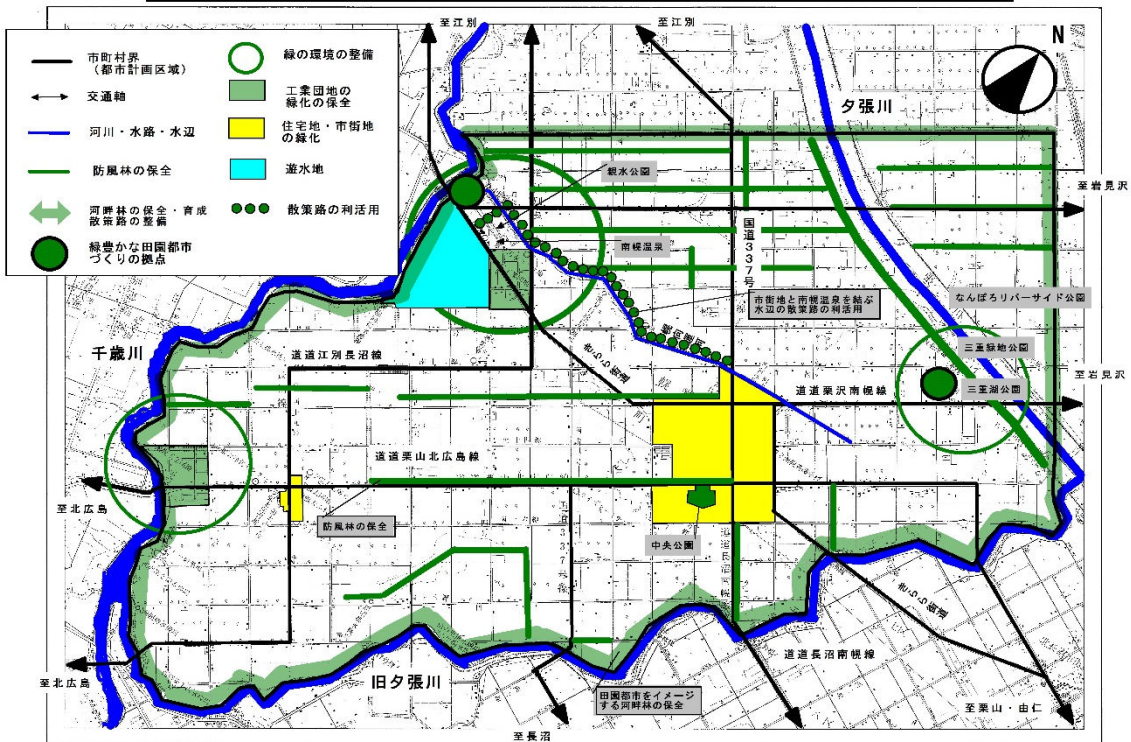 至江別
至江別
N
市町村界
（都市計画区域）
交通軸
河川・水路・水辺
防風林の保全
河畔林の保全・育成
散策路の整備
緑豊かな田園都市
づくりの拠点
緑の環境の整備
工業団地の
緑化の保全
住宅地・市街地
の緑化
遊水地
散策路の利活用
夕張川
親水公園
至岩見沢
国道337号
南幌温泉
市街地と南幌温泉を結ぶ
水辺の散策路の利活用
なんぽろリバーサイド公園
三重緑地公園
千歳川
道道江別長沼線
きらら街道
至岩見沢
三重湖公園
道道栗沢南幌線
道道栗山北広島線
至北広島
防風林の保全
中央公園
きらら街道
道道長沼南幌線
至北広島
旧夕張川
田園都市をイメージ
する河畔林の保全
至栗山・由仁
至長沼